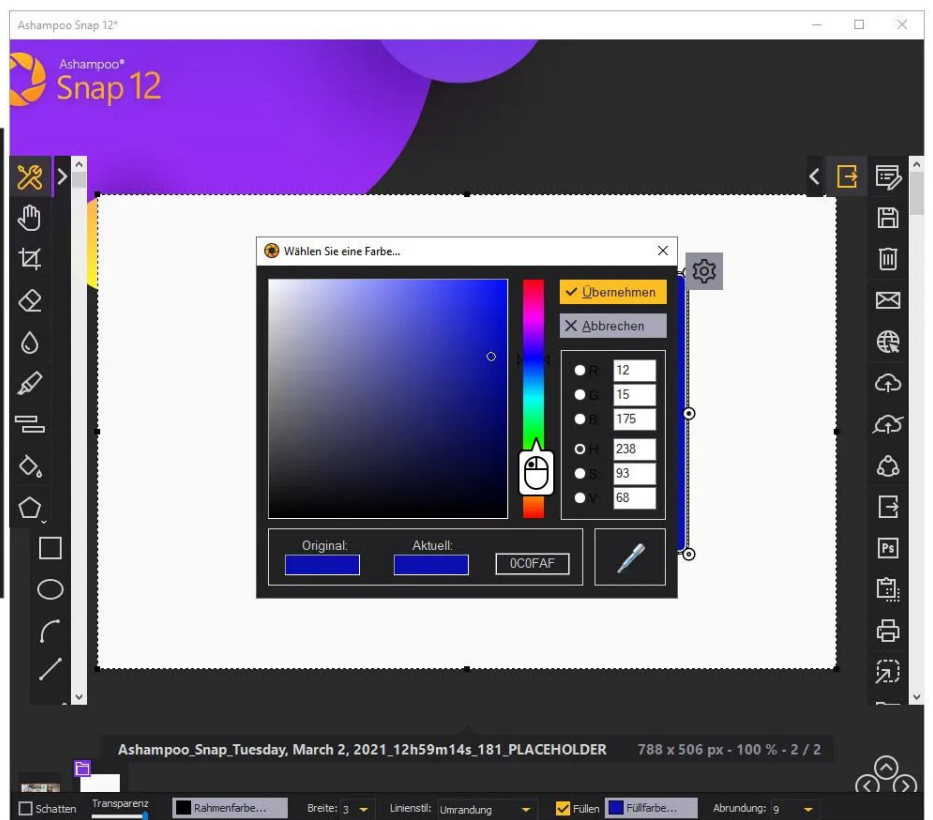 Ashampoo Snap 12*
Ashampoo®
Snap 12
Wählen Sie eine Farbe...
Übernehmen
Abbrechen
R: 12
G: 15
B: 175
H: 238
S: 93
V: 68
Original:
Aktuell:
0C0FAF
Ps
Ashampoo_Snap_Tuesday, March 2, 2021_12h59m14s_181_PLACEHOLDER 788 x 506 px - 100 % - 2 / 2
Schatten Transparenz Rahmenfarbe... Breite: 3 Linienstil: Umrandung Füllen Füllfarbe... Abrundung: 9